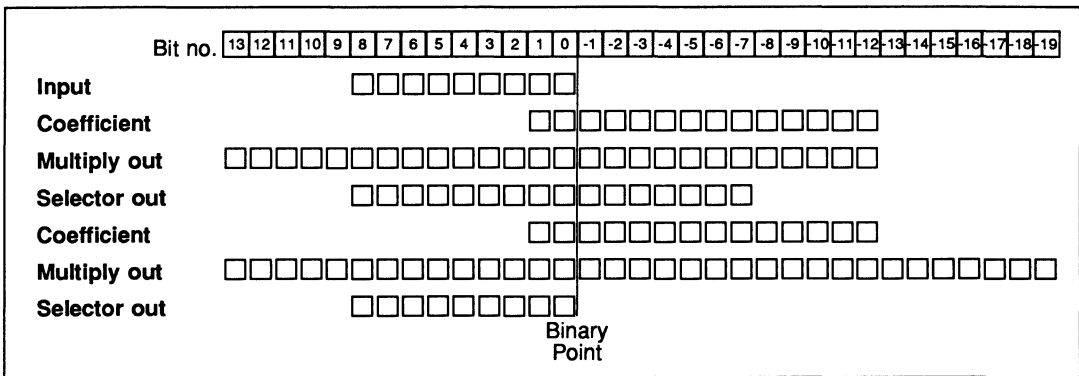 Bit no. 13 12 11 10 9 8 7 6 5 4 3 2 1 0 -1 -2 -3 -4 -5 -6 -7 -8 -9 -10 -11 -12 -13 -14 -15 -16 -17 -18 -19
Input
Coefficient
Multiply out
Selector out
Coefficient
Multiply out
Selector out
Binary
Point